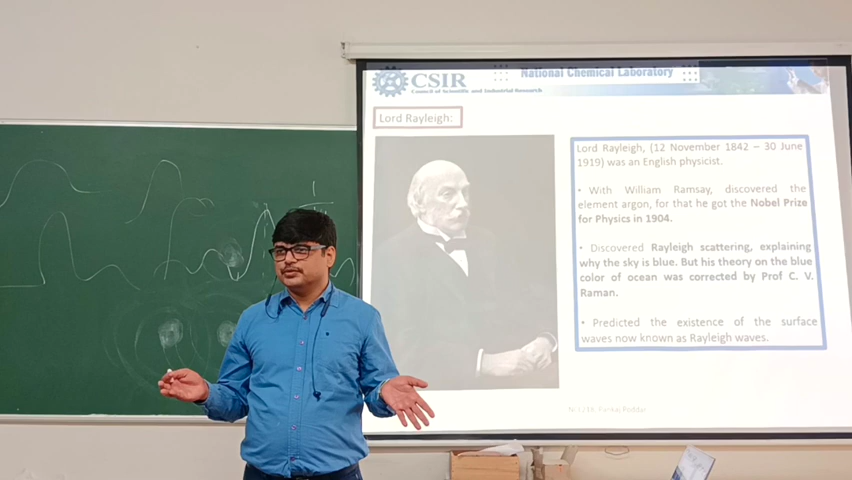 CSIR
Council of Scientific and Industrial Research
National Chemical Laboratory
Lord Rayleigh:
Lord Rayleigh, (12 November 1842 – 30 June
1919) was an English physicist.
• With William Ramsay, discovered the
element argon, for that he got the Nobel Prize
for Physics in 1904.
• Discovered Rayleigh scattering, explaining
why the sky is blue. But his theory on the blue
color of ocean was corrected by Prof C. V.
Raman.
• Predicted the existence of the surface
waves now known as Rayleigh waves.
Poddar